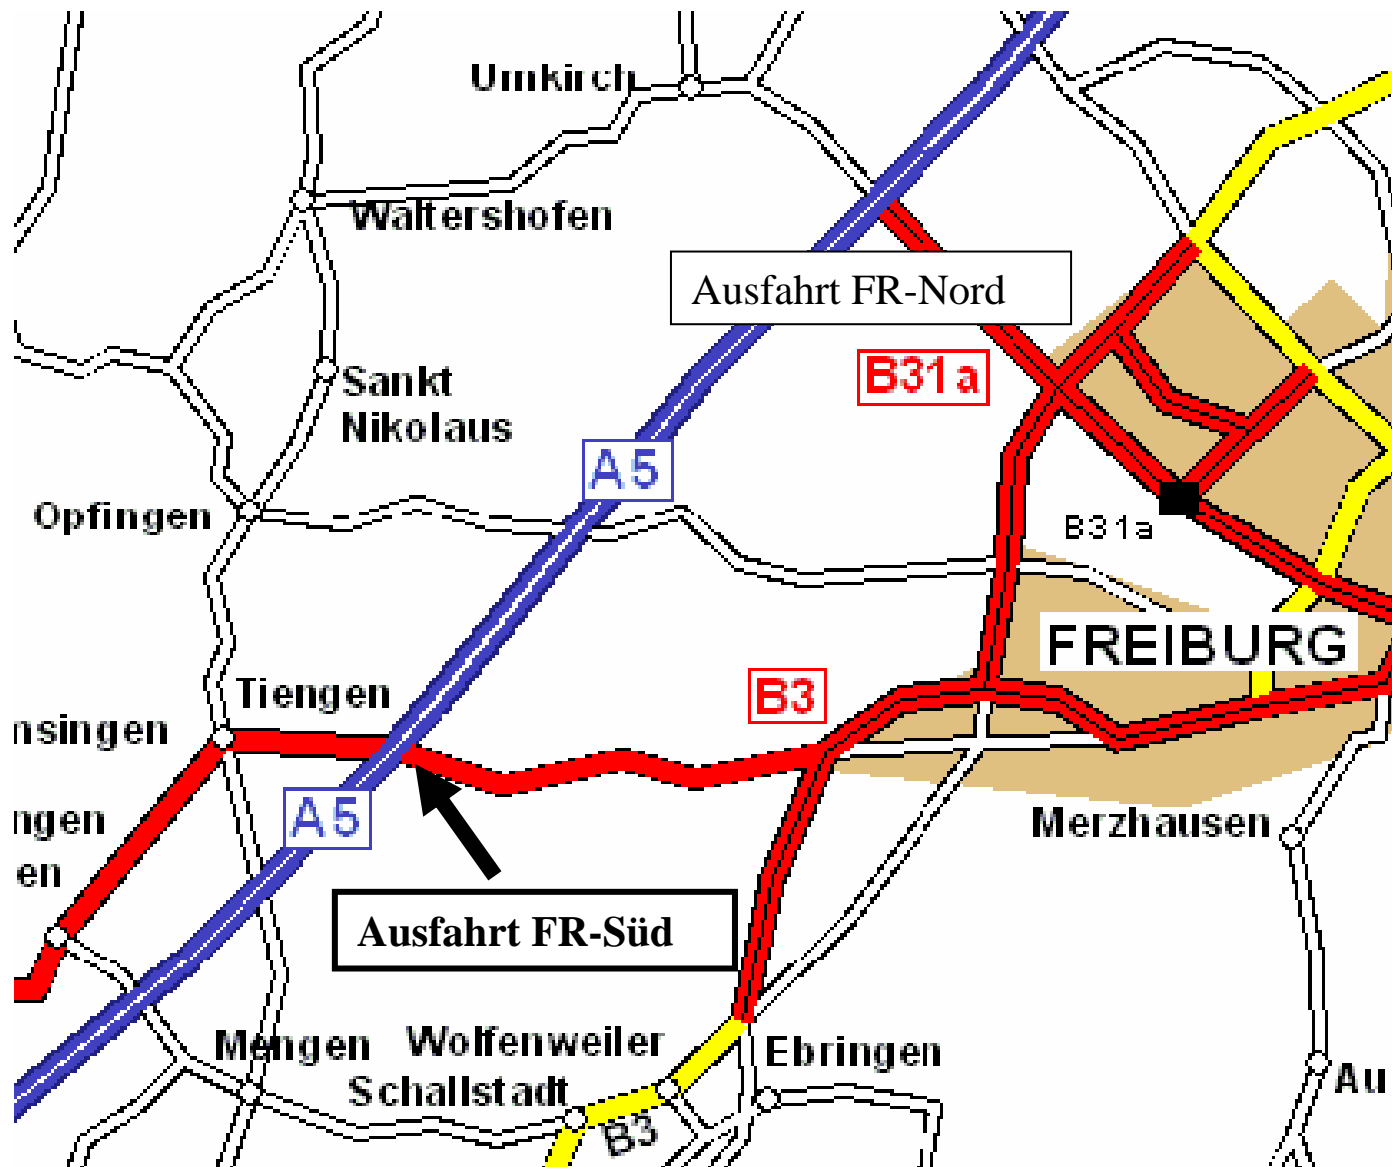 Umkirch
Waltershofen
Ausfahrt FR-Nord
B31a
Sankt
Nikolaus
A5
Opfingen
B31a
FREIBURG
Tiengen
B3
nsingen
A5
ngen
Merzhausen
en
Ausfahrt FR-Süd
Mengen
Wolfenweiler
Ebringen
Schallstadt
Au
B3